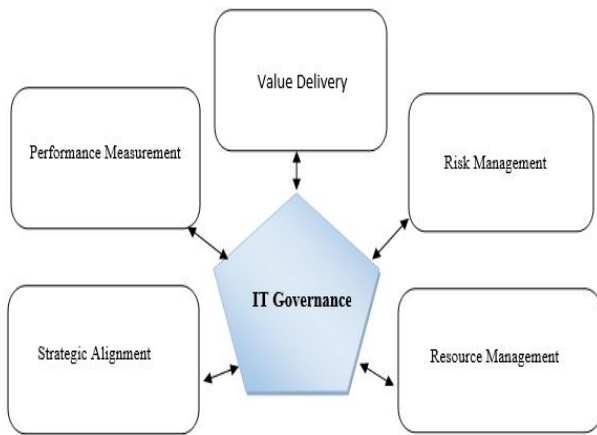 Value Delivery
Performance Measurement
Risk Management
IT Governance
Strategic Alignment
Resource Management